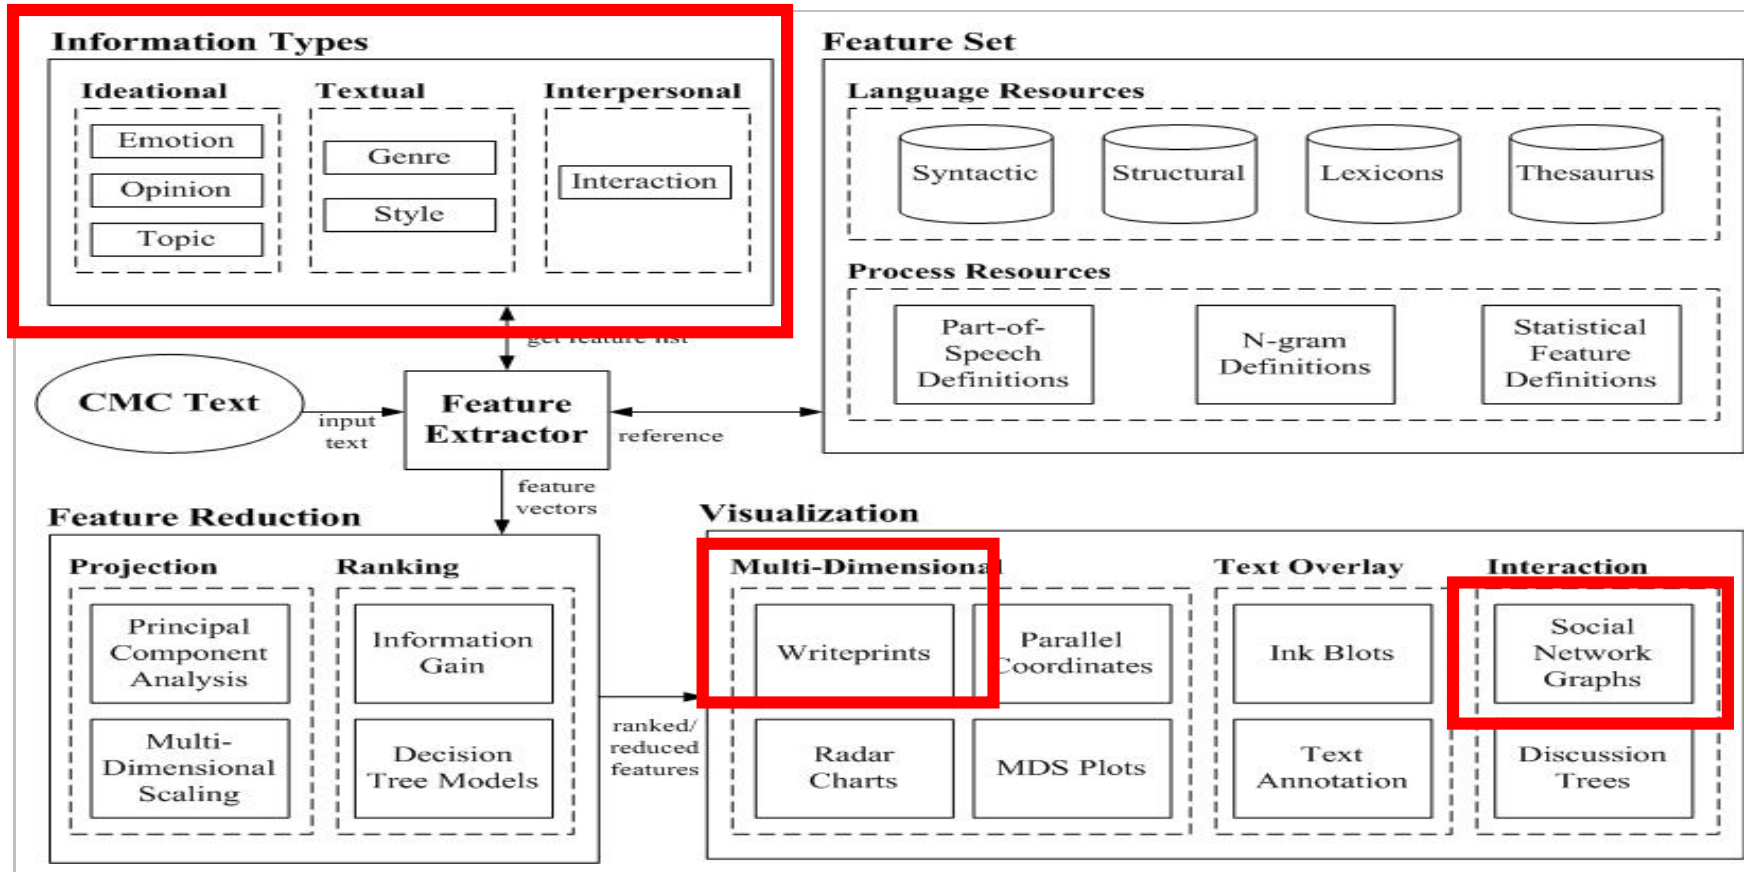 Information Types
Ideational
Emotion
Opinion
Topic
Textual
Genre
Style
Interpersonal
Interaction
Feature Set
Language Resources
Syntactic
Structural
Lexicons
Thesaurus
Process Resources
Part-of-
Speech
Definitions
N-gram
Definitions
Statistical
Feature
Definitions
get feature list
CMC Text
input
text
Feature
Extractor
reference
feature
vectors
Feature Reduction
Projection
Principal
Component
Analysis
Multi-
Dimensional
Scaling
Ranking
Information
Gain
Decision
Tree Models
ranked/
reduced
features
Visualization
Multi-Dimensional
Writeprints
Parallel
Coordinates
Radar
Charts
MDS Plots
Text Overlay
Ink Blots
Text
Annotation
Interaction
Social
Network
Graphs
Discussion
Trees